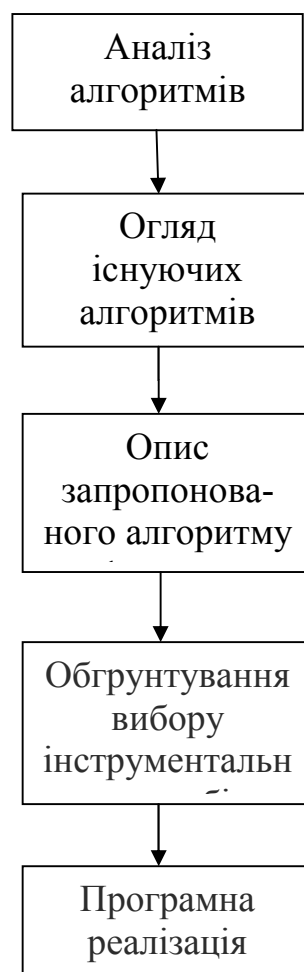 Аналіз
алгоритмів
Огляд
існуючих
алгоритмів
Опис
запропонова-
ного алгоритму
Обгрунтування
вибору
інструментальн
Програмна
реалізація